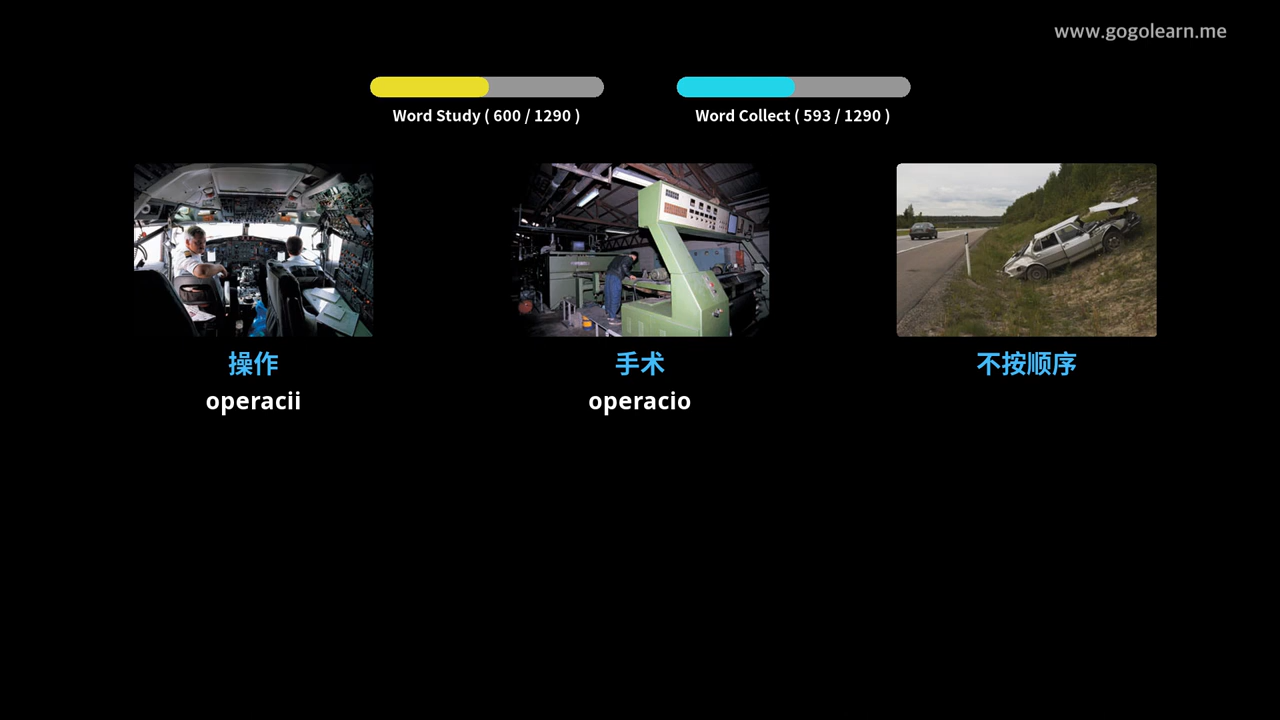 www.gogolearn.me
Word Study ( 600 / 1290 )
Word Collect ( 593 / 1290 )
操作
手术
不按顺序
operacii
operacio